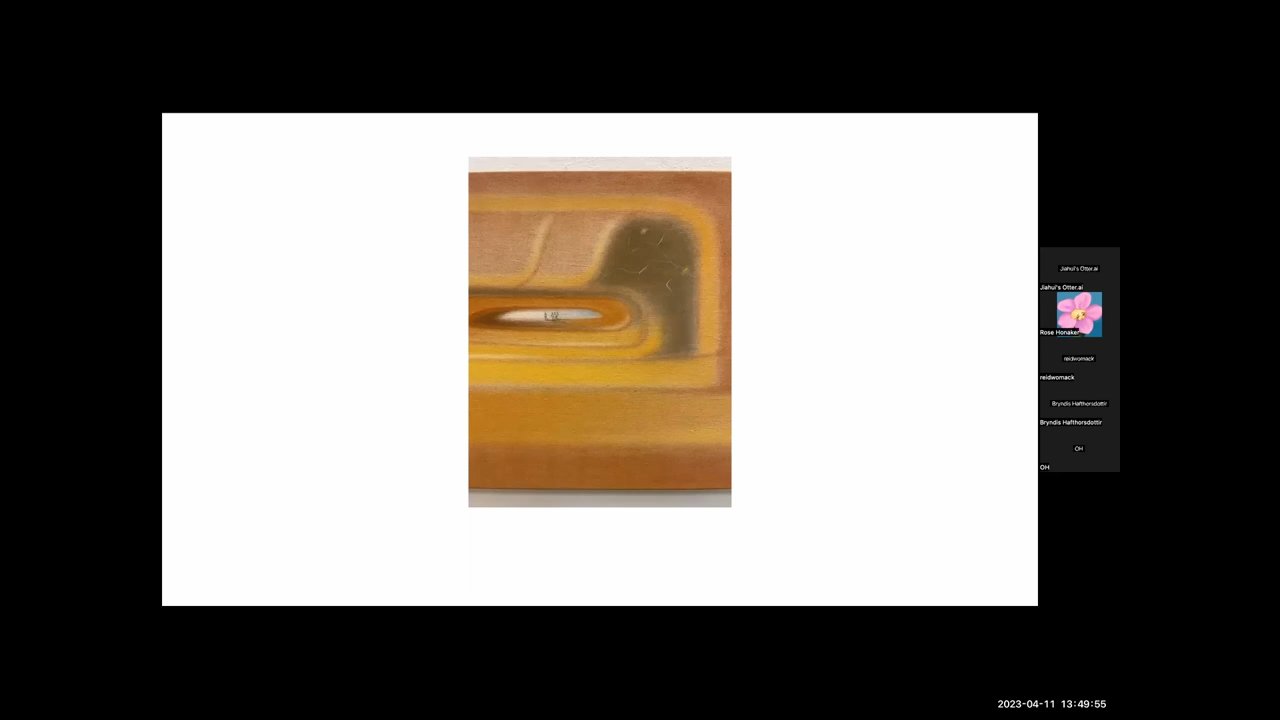 Jiahui's Otter.ai
Jiahui's Otter.ai
Rose Honaker
reidwomack
reidwomack
Bryndis Hafthorsdottir
Bryndis Hafthorsdottir
OH
OH
2023-04-11 13:49:55